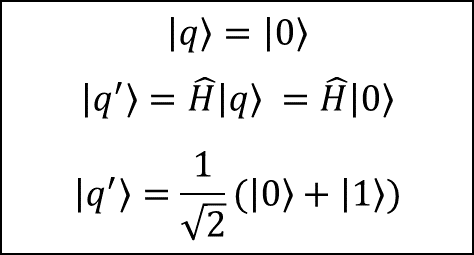 |q⟩ = |0⟩
|q′⟩ = Ĥ|q⟩ = Ĥ|0⟩
|q′⟩ = 1/√2 (|0⟩ + |1⟩)